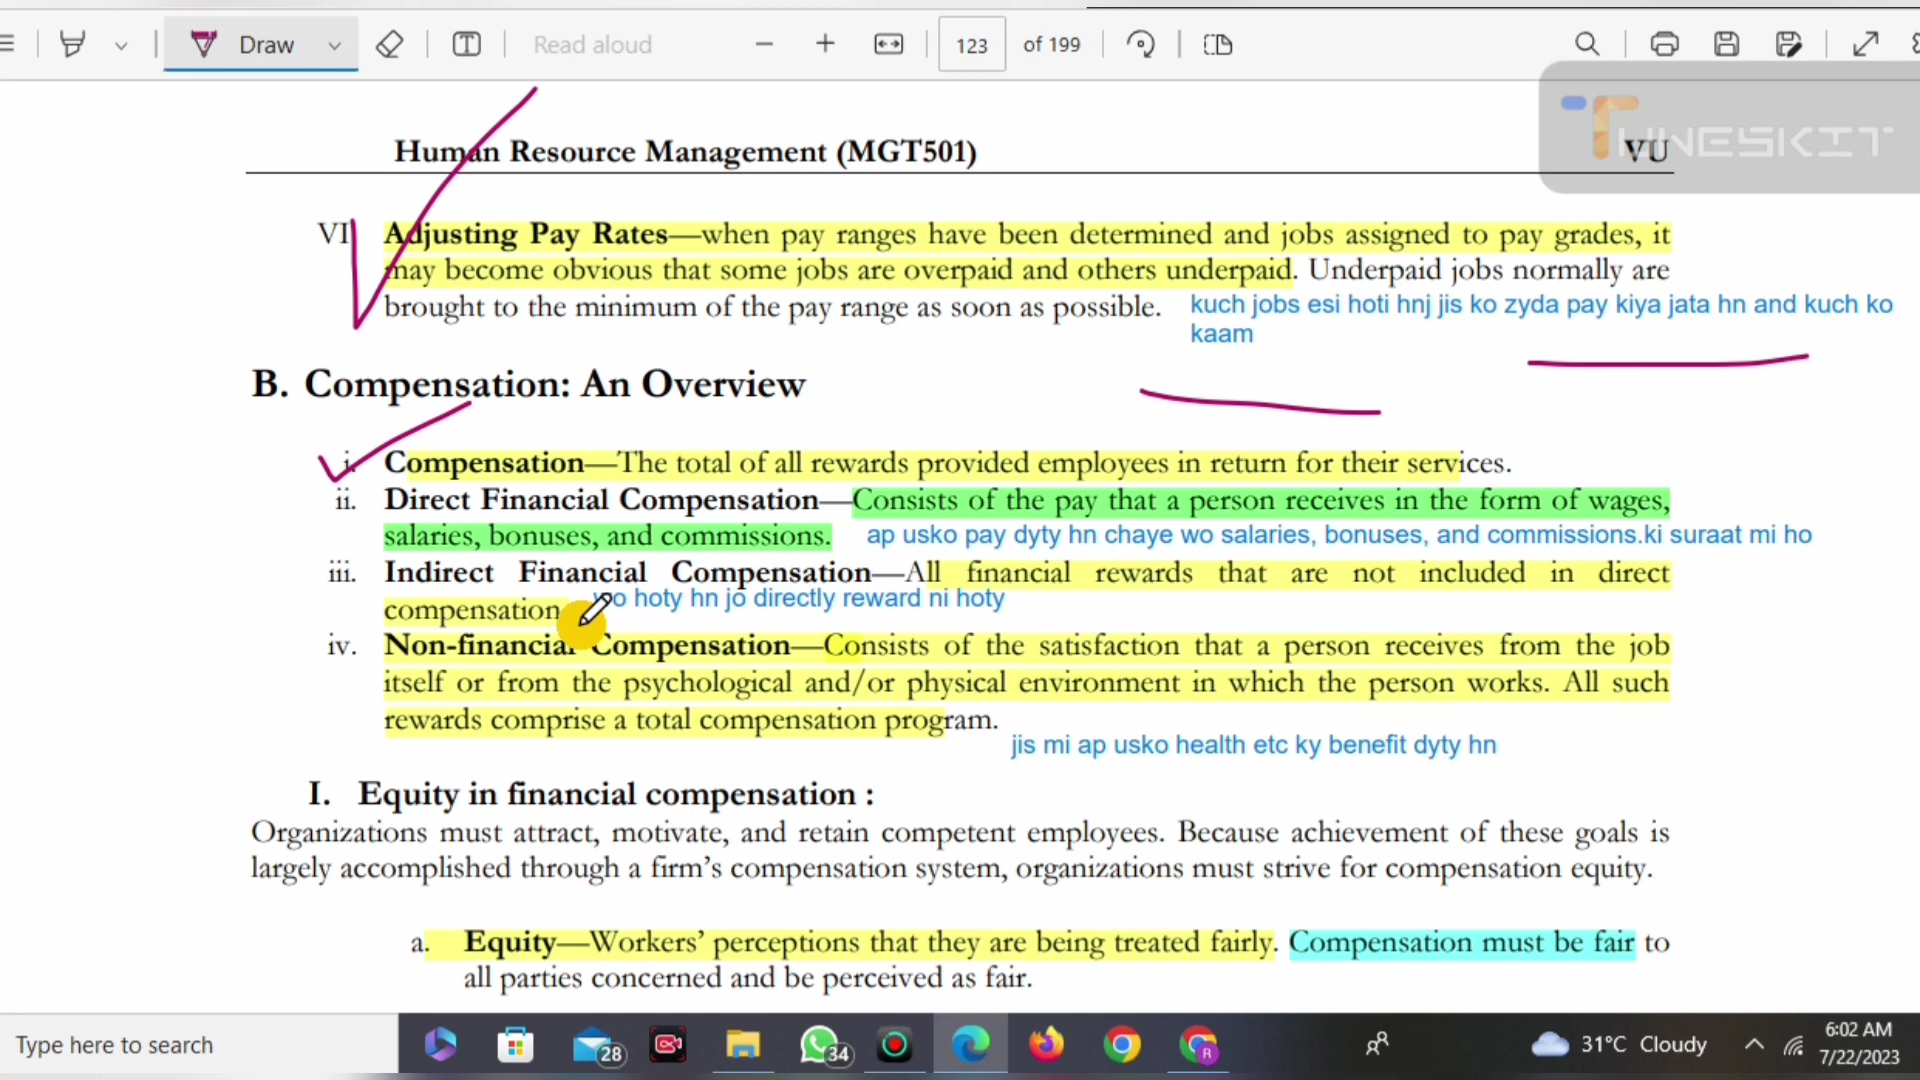 Draw
Read aloud
123 of 199
TUNESKIT
Human Resource Management (MGT501) VU
VI Adjusting Pay Rates—when pay ranges have been determined and jobs assigned to pay grades, it
may become obvious that some jobs are overpaid and others underpaid. Underpaid jobs normally are
brought to the minimum of the pay range as soon as possible.
kuch jobs esi hoti hnj jis ko zyda pay kiya jata hn and kuch ko
kaam
B. Compensation: An Overview
i. Compensation—The total of all rewards provided employees in return for their services.
ii. Direct Financial Compensation—Consists of the pay that a person receives in the form of wages,
salaries, bonuses, and commissions.
ap usko pay dyty hn chaye wo salaries, bonuses, and commissions.ki suraat mi ho
iii. Indirect Financial Compensation—All financial rewards that are not included in direct
compensation
wo hoty hn jo directly reward ni hoty
iv. Non-financial Compensation—Consists of the satisfaction that a person receives from the job
itself or from the psychological and/or physical environment in which the person works. All such
rewards comprise a total compensation program.
jis mi ap usko health etc ky benefit dyty hn
I. Equity in financial compensation :
Organizations must attract, motivate, and retain competent employees. Because achievement of these goals is
largely accomplished through a firm's compensation system, organizations must strive for compensation equity.
a. Equity—Workers' perceptions that they are being treated fairly. Compensation must be fair to
all parties concerned and be perceived as fair.
Type here to search
28
34
R
31°C Cloudy
6:02 AM
7/22/2023